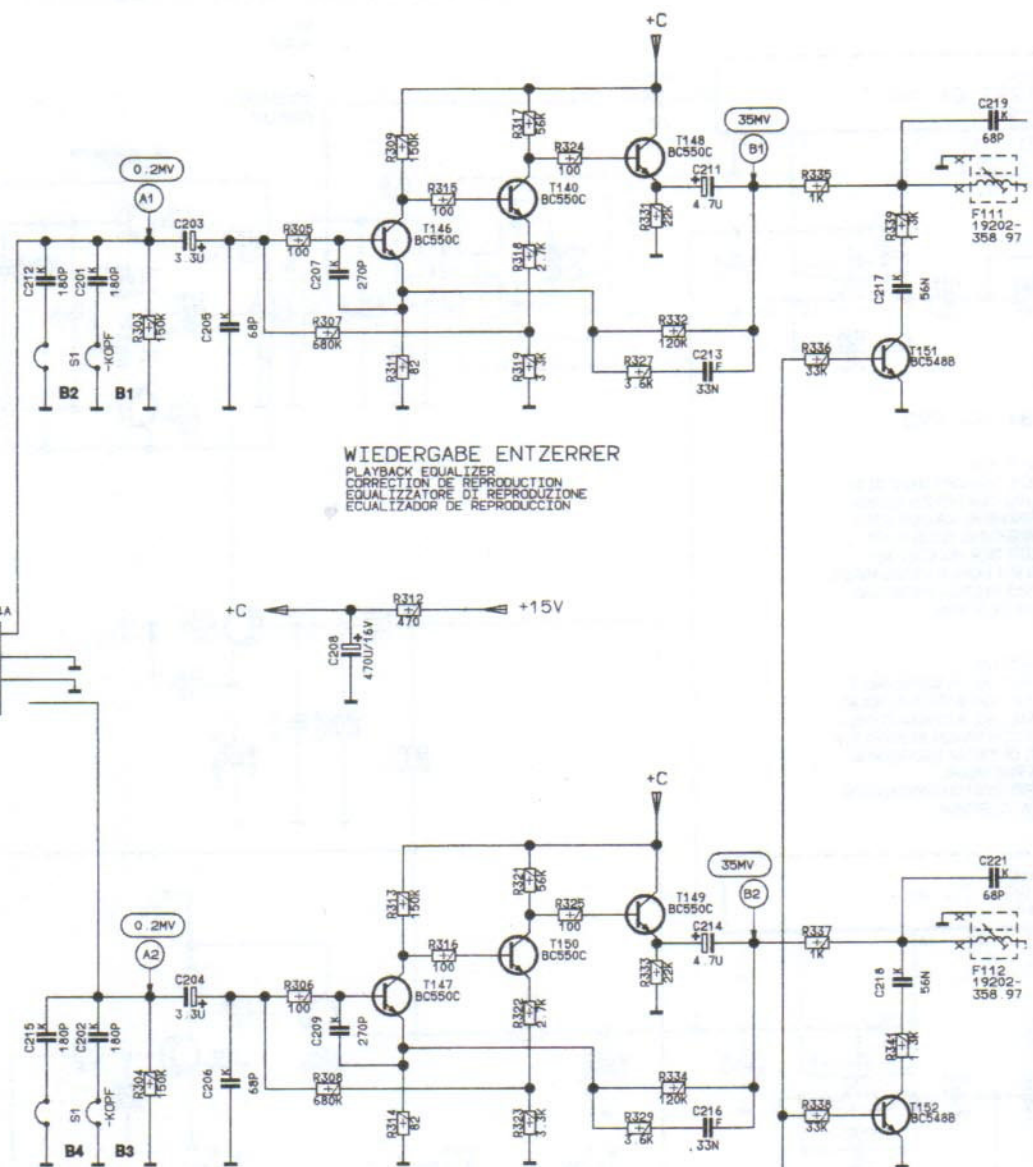 +C
C219
K
68P
R309
150K
R317
56K
R324
100
T148
BC550C
35MV
B1
0.2MV
A1
C211
+
4.7U
R335
1K
R315
100
T140
BC550C
R331
22K
F111
19202-
358.97
C203
+
3.3U
R305
100
T146
BC550C
R318
2.7K
C212
K
180P
C201
K
180P
C207
K
270P
R303
150K
C205
K
68P
R307
680K
R332
120K
C217
K
56N
S1
-KOPF
R311
82
R319
3.3K
R327
3.6K
C213
F
33N
R336
33K
T151
BC548B
B2
B1
WIEDERGABE ENTZERRER
PLAYBACK EQUALIZER
CORRECTION DE REPRODUCTION
EQUALIZZATORE DI REPRODUZIONE
ECUALIZADOR DE REPRODUCCION
+C
R312
470
+15V
C208
+
470U/16V
+C
C221
K
68P
R313
150K
R321
56K
R325
100
T149
BC550C
35MV
B2
0.2MV
A2
C214
+
4.7U
R337
1K
R316
100
T150
BC550C
R333
22K
C218
K
56N
F112
19202-
358.97
C204
+
3.3U
R306
100
T147
BC550C
R322
2.7K
C215
K
180P
C202
K
180P
C209
K
270P
R304
150K
C206
K
68P
R308
680K
R334
120K
R341
S1
-KOPF
R314
82
R323
3.3K
R329
3.6K
C216
F
33N
R338
33K
T152
BC548B
B4
B3